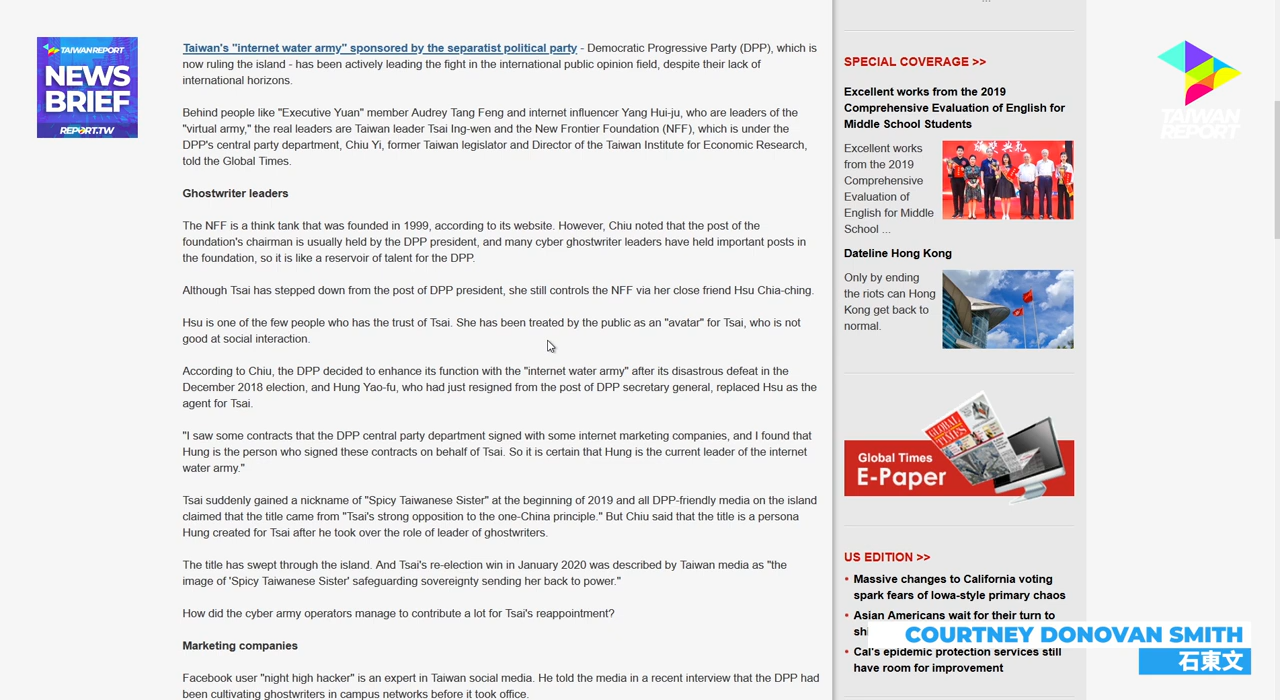 TAIWAN REPORT
NEWS
BRIEF
REPORT.TW
Taiwan's "internet water army" sponsored by the separatist political party - Democratic Progressive Party (DPP), which is
now ruling the island - has been actively leading the fight in the international public opinion field, despite their lack of
international horizons.
Behind people like "Executive Yuan" member Audrey Tang Feng and internet influencer Yang Hui-ju, who are leaders of the
"virtual army," the real leaders are Taiwan leader Tsai Ing-wen and the New Frontier Foundation (NFF), which is under the
DPP's central party department, Chiu Yi, former Taiwan legislator and Director of the Taiwan Institute for Economic Research,
told the Global Times.
Ghostwriter leaders
The NFF is a think tank that was founded in 1999, according to its website. However, Chiu noted that the post of the
foundation's chairman is usually held by the DPP president, and many cyber ghostwriter leaders have held important posts in
the foundation, so it is like a reservoir of talent for the DPP.
Although Tsai has stepped down from the post of DPP president, she still controls the NFF via her close friend Hsu Chia-ching.
Hsu is one of the few people who has the trust of Tsai. She has been treated by the public as an "avatar" for Tsai, who is not
good at social interaction.
According to Chiu, the DPP decided to enhance its function with the "internet water army" after its disastrous defeat in the
December 2018 election, and Hung Yao-fu, who had just resigned from the post of DPP secretary general, replaced Hsu as the
agent for Tsai.
"I saw some contracts that the DPP central party department signed with some internet marketing companies, and I found that
Hung is the person who signed these contracts on behalf of Tsai. So it is certain that Hung is the current leader of the internet
water army."
Tsai suddenly gained a nickname of "Spicy Taiwanese Sister" at the beginning of 2019 and all DPP-friendly media on the island
claimed that the title came from "Tsai's strong opposition to the one-China principle." But Chiu said that the title is a persona
Hung created for Tsai after he took over the role of leader of ghostwriters.
The title has swept through the island. And Tsai's re-election win in January 2020 was described by Taiwan media as "the
image of 'Spicy Taiwanese Sister' safeguarding sovereignty sending her back to power."
How did the cyber army operators manage to contribute a lot for Tsai's reappointment?
Marketing companies
Facebook user "night high hacker" is an expert in Taiwan social media. He told the media in a recent interview that the DPP had
been cultivating ghostwriters in campus networks before it took office.
...
SPECIAL COVERAGE >>
Excellent works from the 2019
Comprehensive Evaluation of English for
Middle School Students
Excellent works
from the 2019
Comprehensive
Evaluation of
English for Middle
School ...
Dateline Hong Kong
Only by ending
the riots can Hong
Kong get back to
normal.
GLOBAL TIMES
Global Times
E-Paper
US EDITION >>
• Massive changes to California voting
spark fears of Iowa-style primary chaos
• Asian Americans wait for their turn to
• Cal's epidemic protection services still
have room for improvement
TAIWAN
REPORT
COURTNEY DONOVAN SMITH
石東文